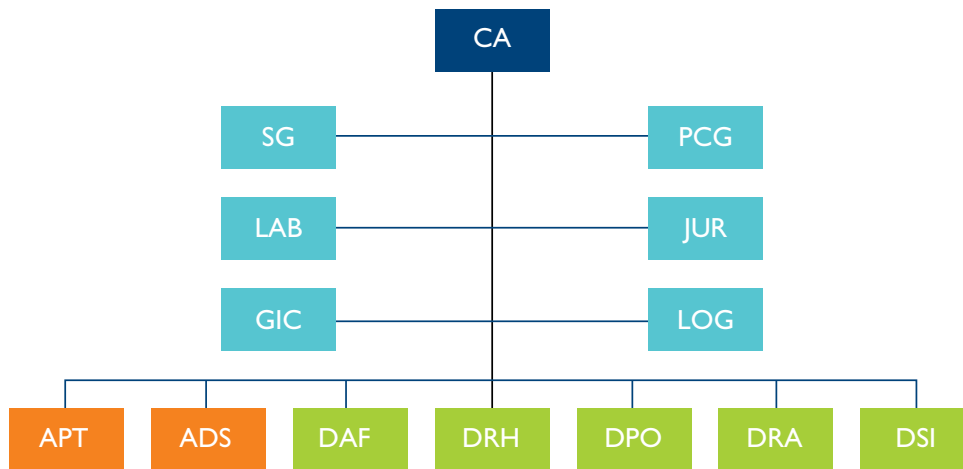 CA
SG
PCG
LAB
JUR
GIC
LOG
APT
ADS
DAF
DRH
DPO
DRA
DSI